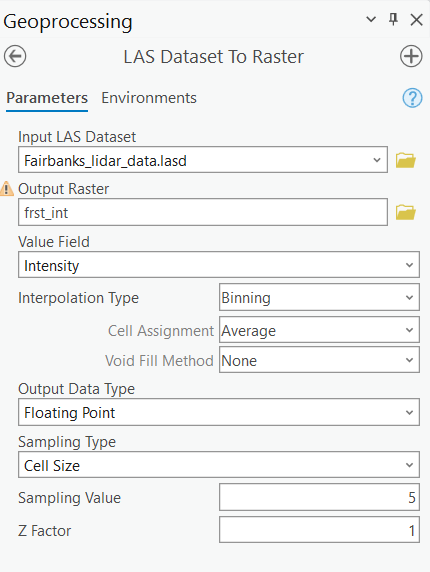 Geoprocessing
LAS Dataset To Raster
Parameters Environments
Input LAS Dataset
Fairbanks_lidar_data.lasd
Output Raster
frst_int
Value Field
Intensity
Interpolation Type Binning
Cell Assignment Average
Void Fill Method None
Output Data Type
Floating Point
Sampling Type
Cell Size
Sampling Value 5
Z Factor 1